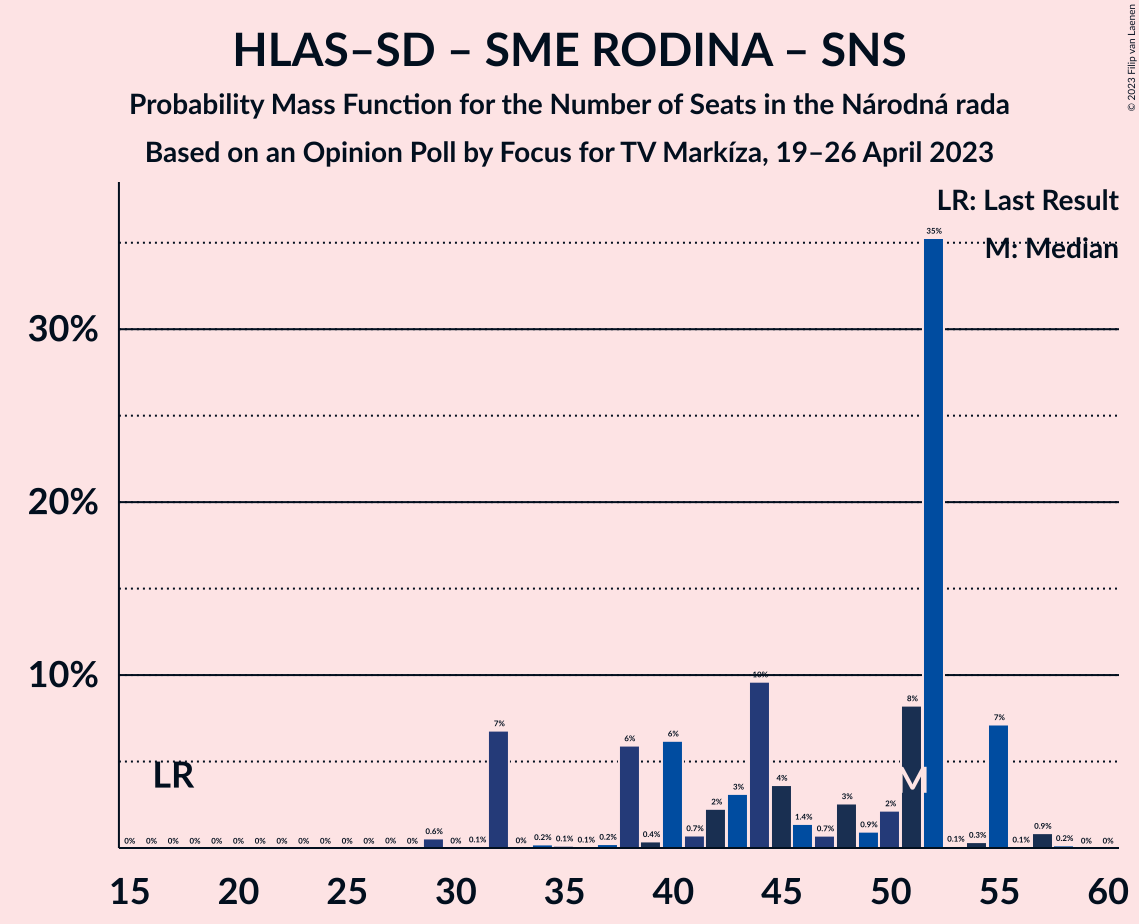 HLAS–SD – SME RODINA – SNS
Probability Mass Function for the Number of Seats in the Národná rada
Based on an Opinion Poll by Focus for TV Markíza, 19–26 April 2023
© 2023 Filip van Laenen
LR: Last Result
M: Median
30%
20%
10%
LR
M
0% 0% 0% 0% 0% 0% 0% 0% 0% 0% 0% 0% 0% 0% 0.6% 0% 0.1% 7% 0% 0.2% 0.1% 0.1% 0.2% 6% 0.4% 6% 0.7% 2% 3% 10% 4% 1.4% 0.7% 3% 0.9% 2% 8% 35% 0.1% 0.3% 7% 0.1% 0.9% 0.2% 0% 0%
15 20 25 30 35 40 45 50 55 60